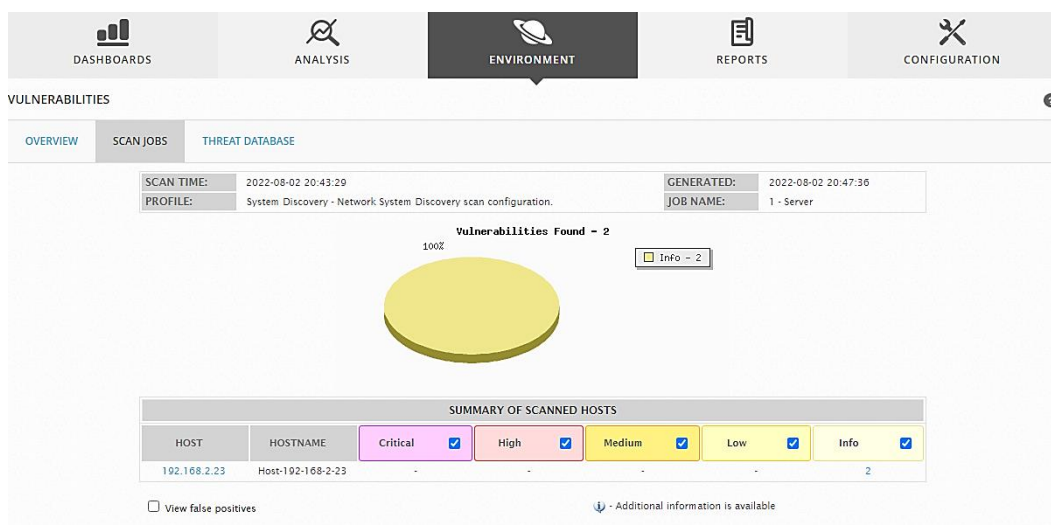 DASHBOARDS ANALYSIS ENVIRONMENT REPORTS CONFIGURATION
VULNERABILITIES
OVERVIEW SCAN JOBS THREAT DATABASE
SCAN TIME: 2022-08-02 20:43:29 GENERATED: 2022-08-02 20:47:36
PROFILE: System Discovery - Network System Discovery scan configuration. JOB NAME: 1 - Server
Vulnerabilities Found - 2
100%
Info - 2
SUMMARY OF SCANNED HOSTS
HOST HOSTNAME Critical High Medium Low Info
192.168.2.23 Host-192-168-2-23 - - - - 2
View false positives i - Additional information is available